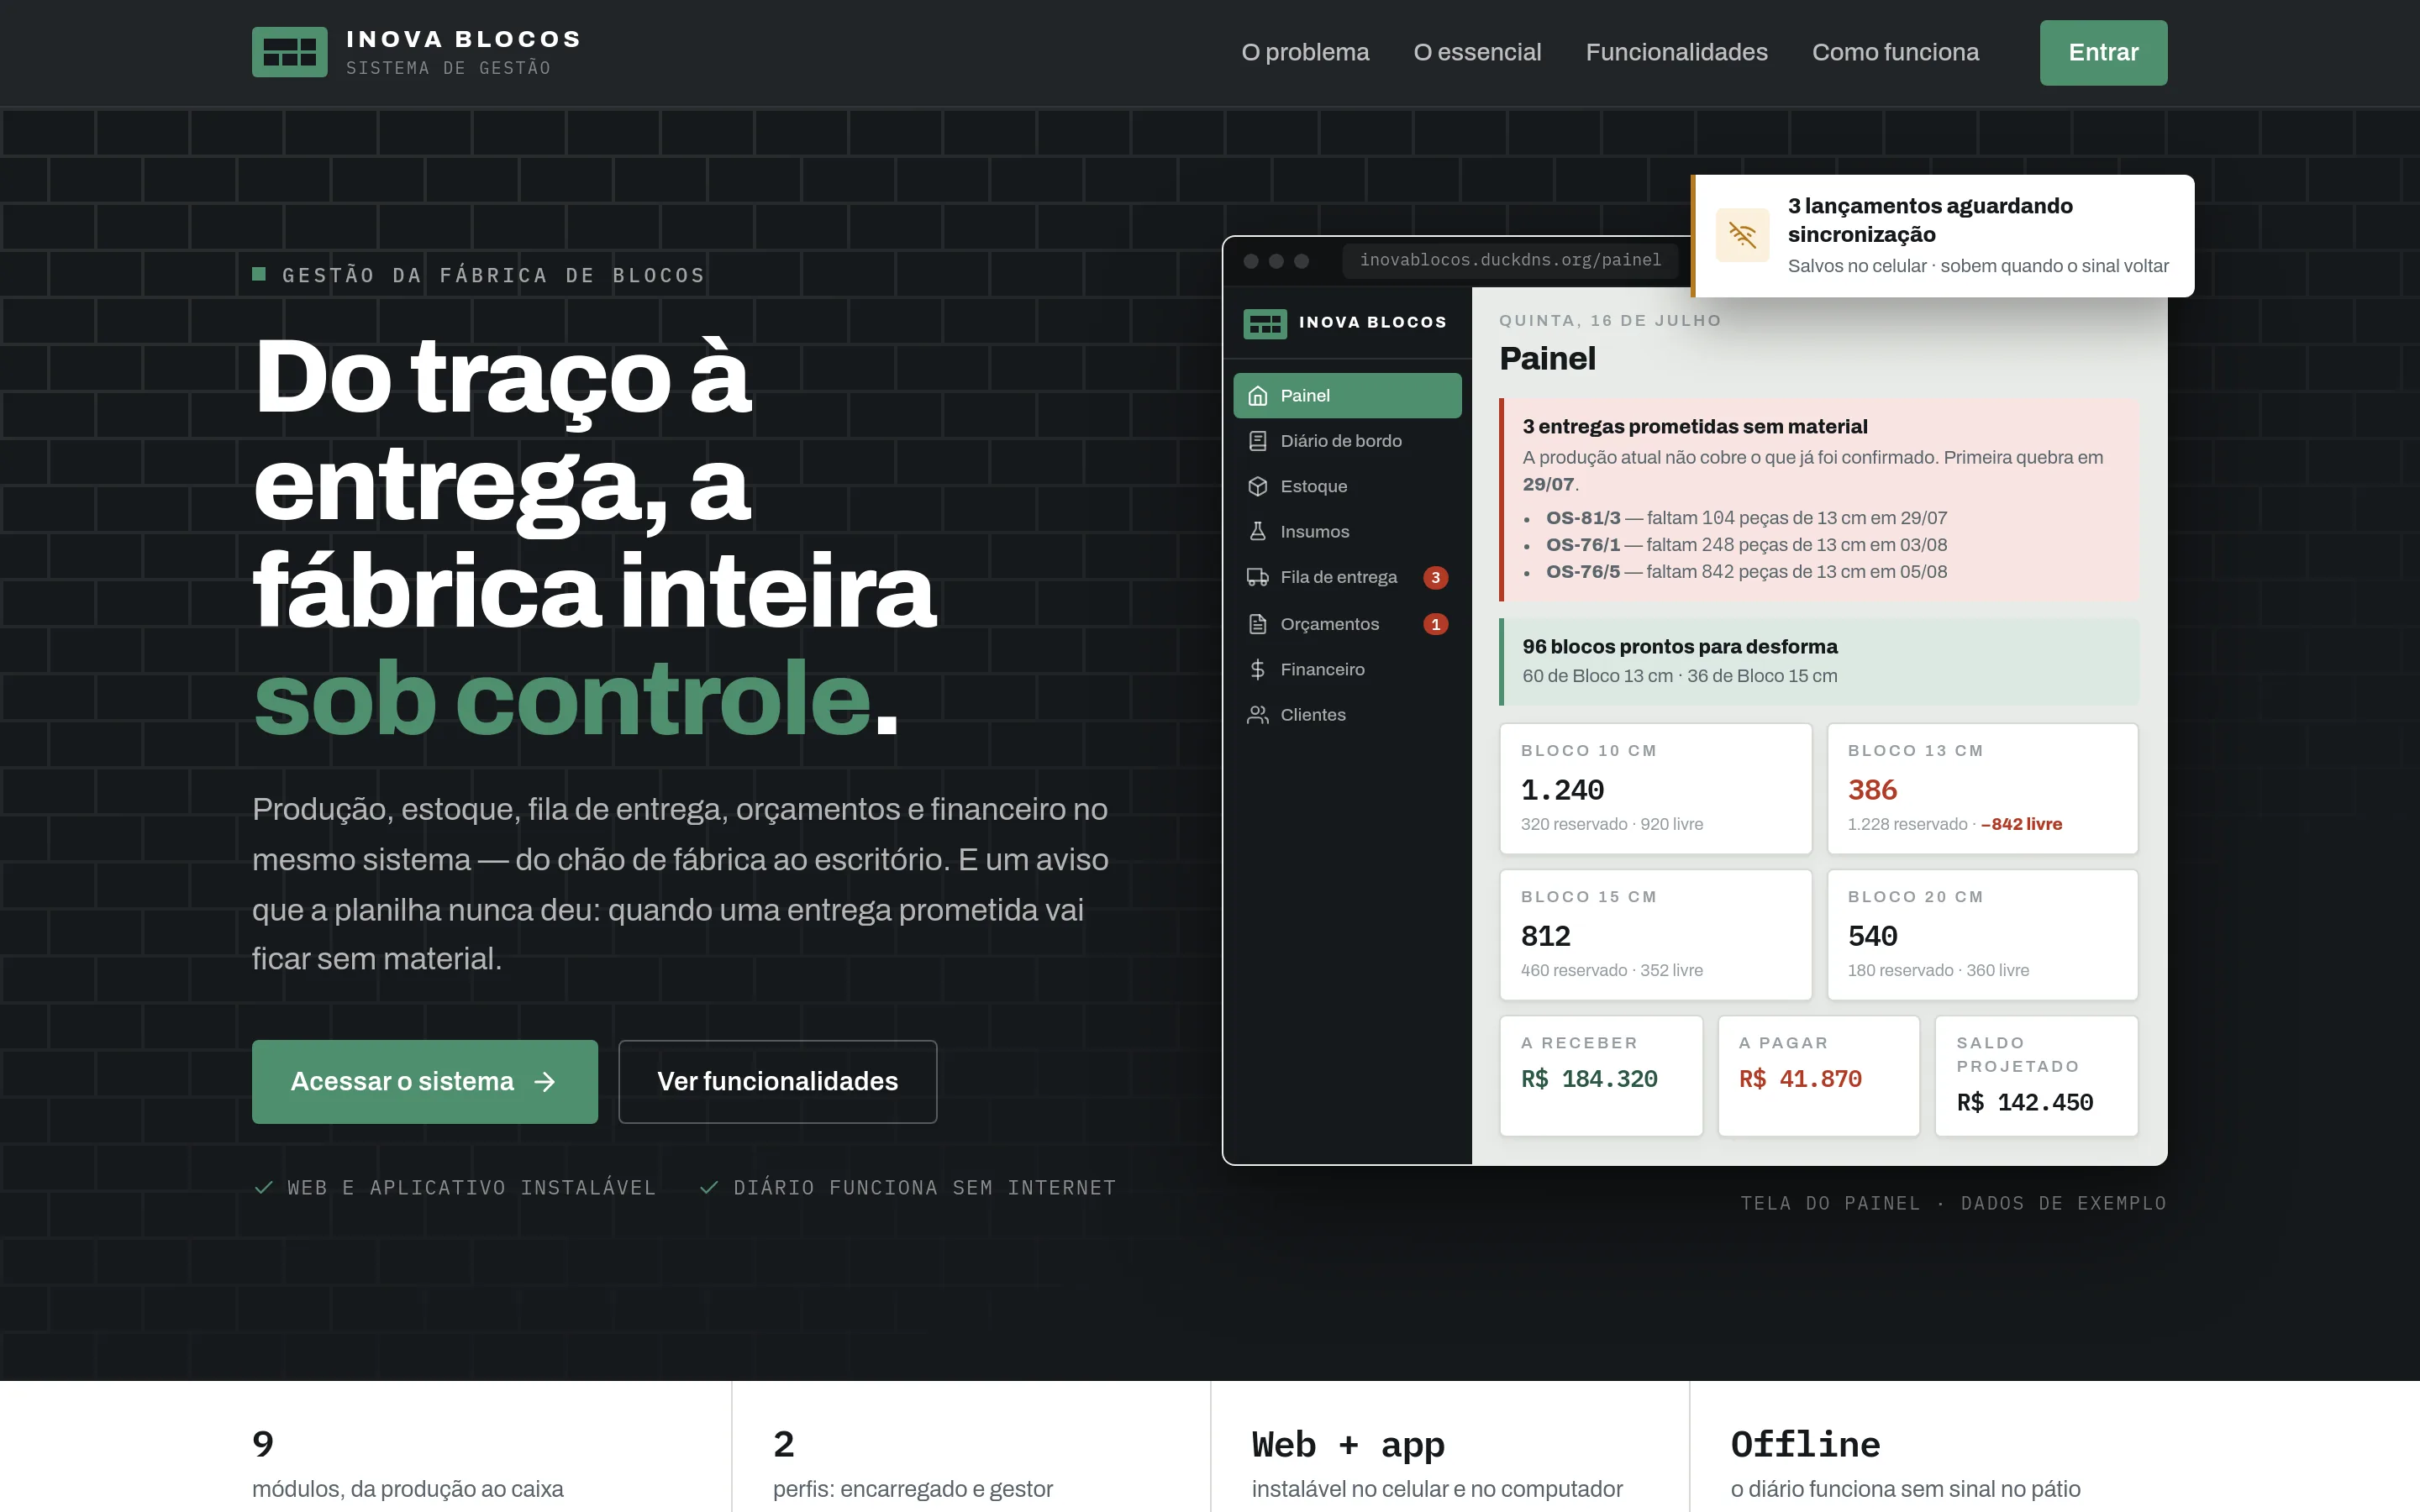 INOVA BLOCOS
SISTEMA DE GESTÃO
O problema
O essencial
Funcionalidades
Como funciona
Entrar
GESTÃO DA FÁBRICA DE BLOCOS
Do traço à
entrega, a
fábrica inteira
sob controle.
Produção, estoque, fila de entrega, orçamentos e financeiro no
mesmo sistema — do chão de fábrica ao escritório. E um aviso
que a planilha nunca deu: quando uma entrega prometida vai
ficar sem material.
Acessar o sistema
Ver funcionalidades
WEB E APLICATIVO INSTALÁVEL
DIÁRIO FUNCIONA SEM INTERNET
3 lançamentos aguardando
sincronização
Salvos no celular · sobem quando o sinal voltar
inovablocos.duckdns.org/painel
INOVA BLOCOS
Painel
Diário de bordo
Estoque
Insumos
Fila de entrega 3
Orçamentos 1
Financeiro
Clientes
QUINTA, 16 DE JULHO
Painel
3 entregas prometidas sem material
A produção atual não cobre o que já foi confirmado. Primeira quebra em
29/07.
• OS-81/3 — faltam 104 peças de 13 cm em 29/07
• OS-76/1 — faltam 248 peças de 13 cm em 03/08
• OS-76/5 — faltam 842 peças de 13 cm em 05/08
96 blocos prontos para desforma
60 de Bloco 13 cm · 36 de Bloco 15 cm
BLOCO 10 CM
1.240
320 reservado · 920 livre
BLOCO 13 CM
386
1.228 reservado · −842 livre
BLOCO 15 CM
812
460 reservado · 352 livre
BLOCO 20 CM
540
180 reservado · 360 livre
A RECEBER
R$ 184.320
A PAGAR
R$ 41.870
SALDO
PROJETADO
R$ 142.450
TELA DO PAINEL · DADOS DE EXEMPLO
9
módulos, da produção ao caixa
2
perfis: encarregado e gestor
Web + app
instalável no celular e no computador
Offline
o diário funciona sem sinal no pátio